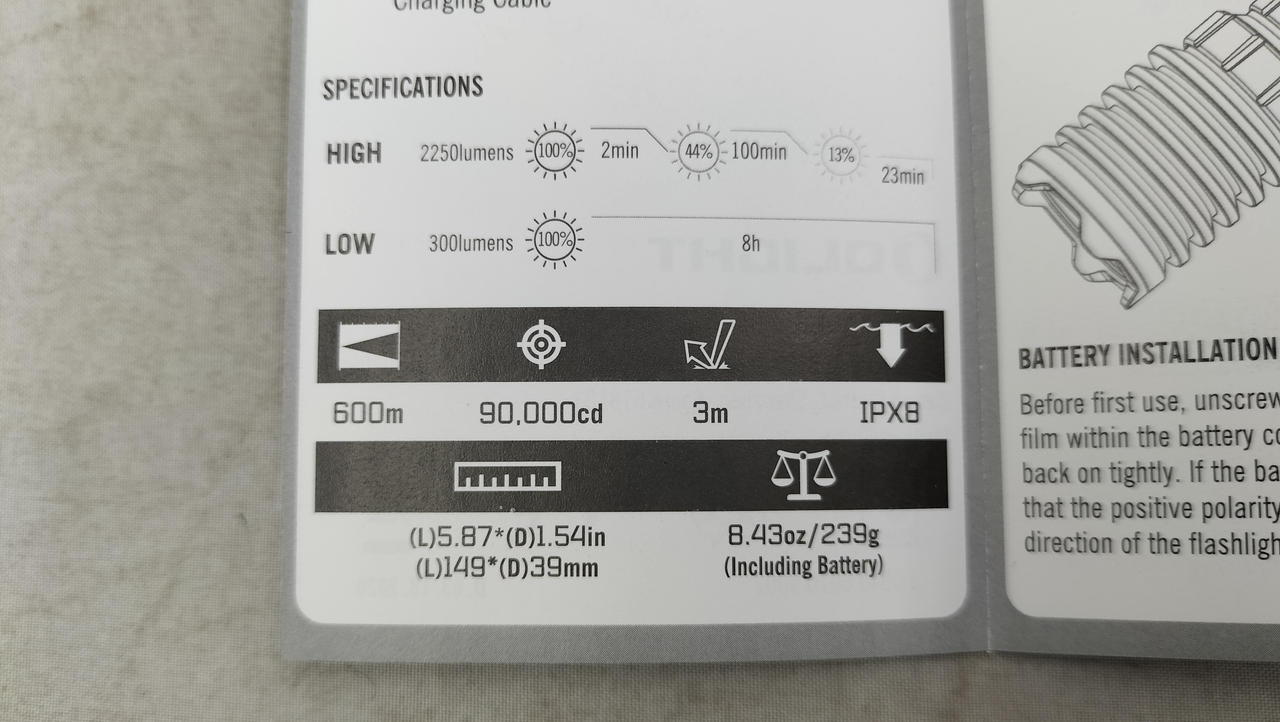 Charging Cable
SPECIFICATIONS
HIGH 2250lumens 100% 2min 44% 100min 13% 23min
LOW 300lumens 100% 8h
600m 90,000cd 3m IPX8
(L)5.87*(D)1.54in
(L)149*(D)39mm
8.43oz/239g
(Including Battery)
BATTERY INSTALLATION
Before first use, unscrew
film within the battery
back on tightly. If the
that the positive polarity
direction of the